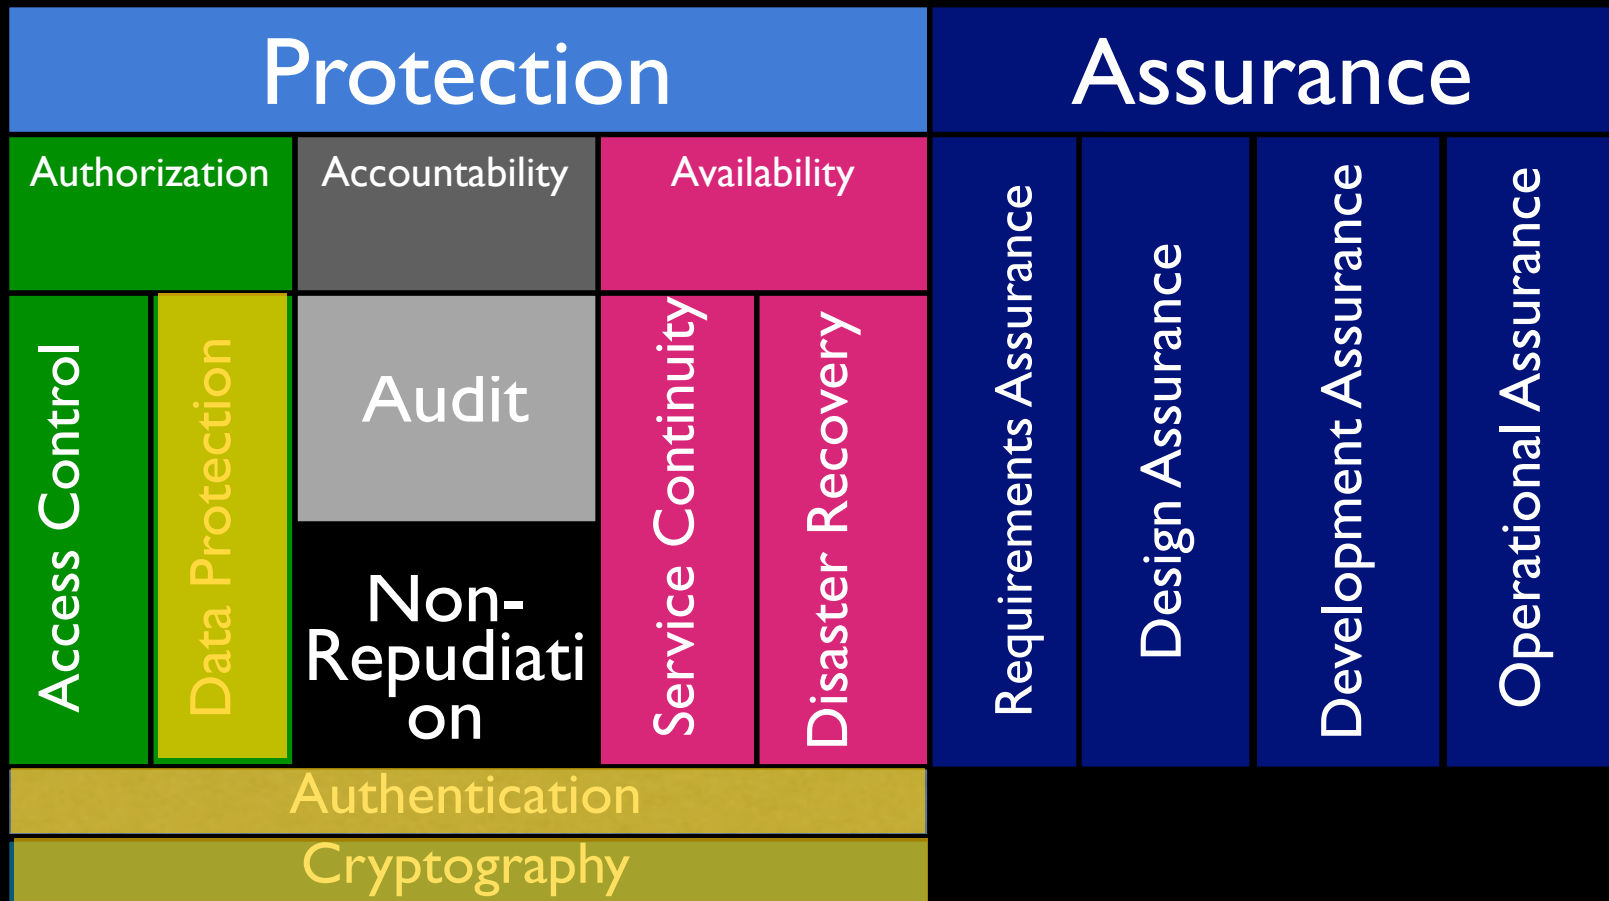 Protection
Assurance
Authorization
Accountability
Availability
Access Control
Data Protection
Audit
Non-
Repudiati
on
Service Continuity
Disaster Recovery
Requirements Assurance
Design Assurance
Development Assurance
Operational Assurance
Authentication
Cryptography